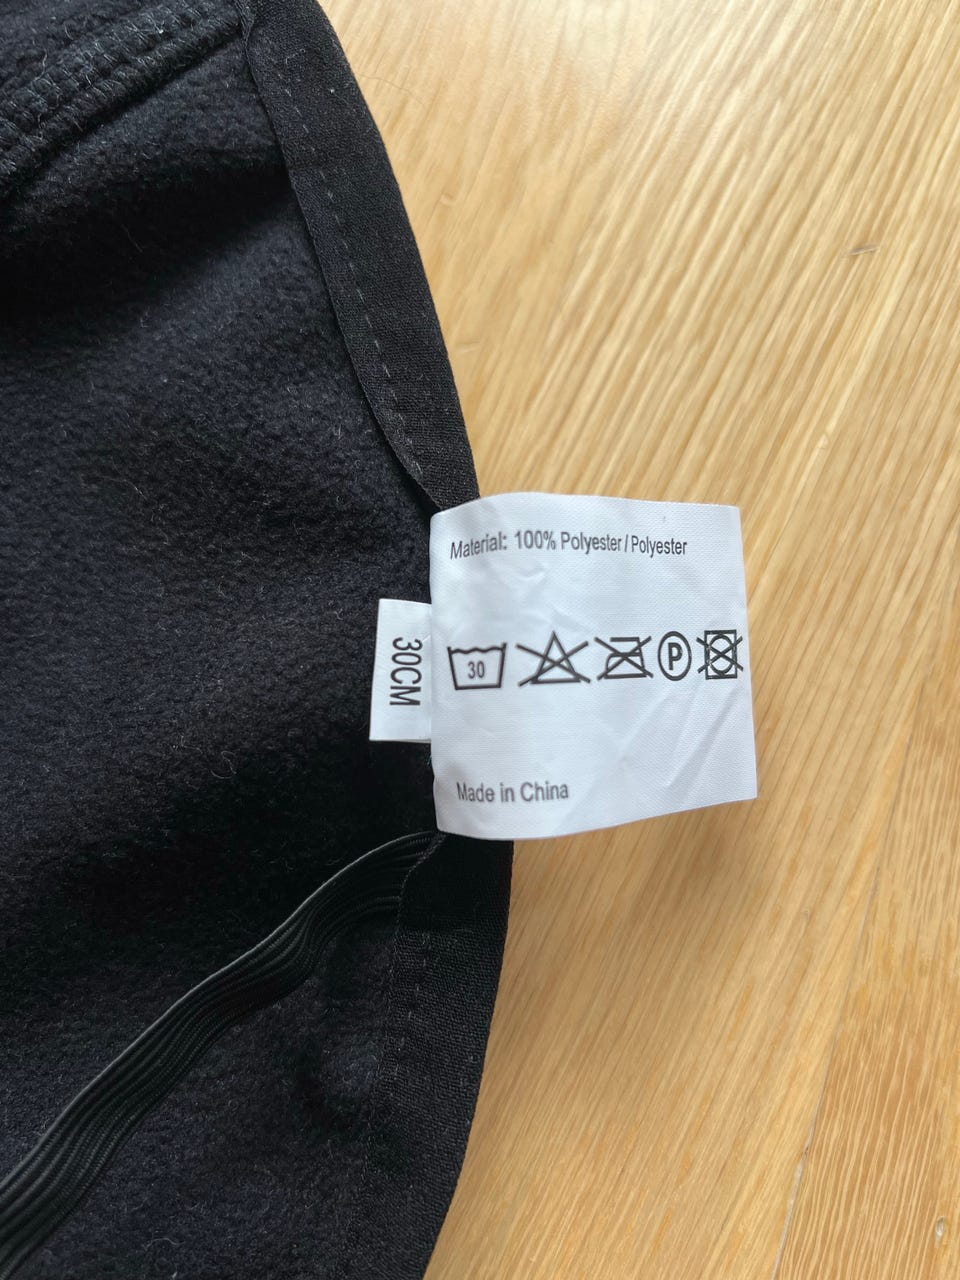 Material: 100% Polyester / Polyester
30CM
30 P
Made in China